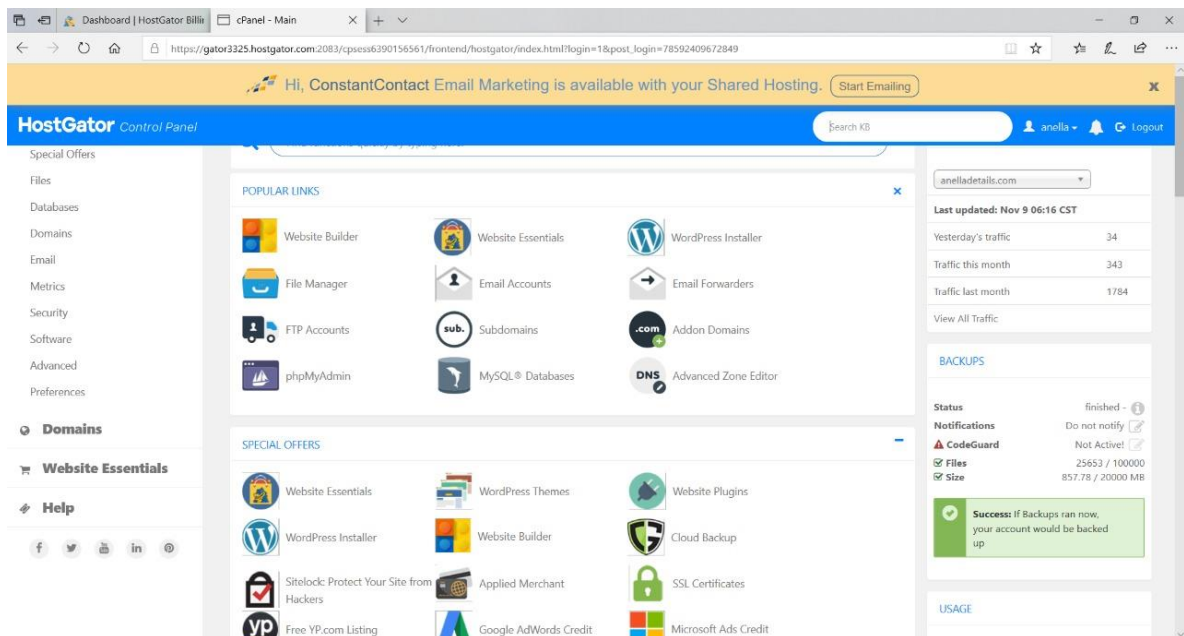 Dashboard | HostGator Billir
cPanel - Main
https://gator3325.hostgator.com:2083/cpsess6390156561/frontend/hostgator/index.html?login=1&post_login=78592409672849
Hi, ConstantContact Email Marketing is available with your Shared Hosting. Start Emailing x
HostGator Control Panel
Search KB
anella
Logout
Special Offers
Files
Databases
Domains
Email
Metrics
Security
Software
Advanced
Preferences
Domains
Website Essentials
Help
POPULAR LINKS
Website Builder
Website Essentials
WordPress Installer
File Manager
Email Accounts
Email Forwarders
FTP Accounts
sub.
Subdomains
.com
Addon Domains
phpMyAdmin
MySQL® Databases
DNS
Advanced Zone Editor
SPECIAL OFFERS
Website Essentials
WordPress Themes
Website Plugins
WordPress Installer
Website Builder
Cloud Backup
Sitelock: Protect Your Site from
Hackers
Applied Merchant
SSL Certificates
yp
Free YP.com Listing
Google AdWords Credit
Microsoft Ads Credit
anelladetails.com
Last updated: Nov 9 06:16 CST
Yesterday's traffic 34
Traffic this month 343
Traffic last month 1784
View All Traffic
BACKUPS
Status finished -
Notifications Do not notify
CodeGuard Not Active!
Files 25653 / 100000
Size 857.78 / 20000 MB
Success: If Backups ran now,
your account would be backed
up
USAGE